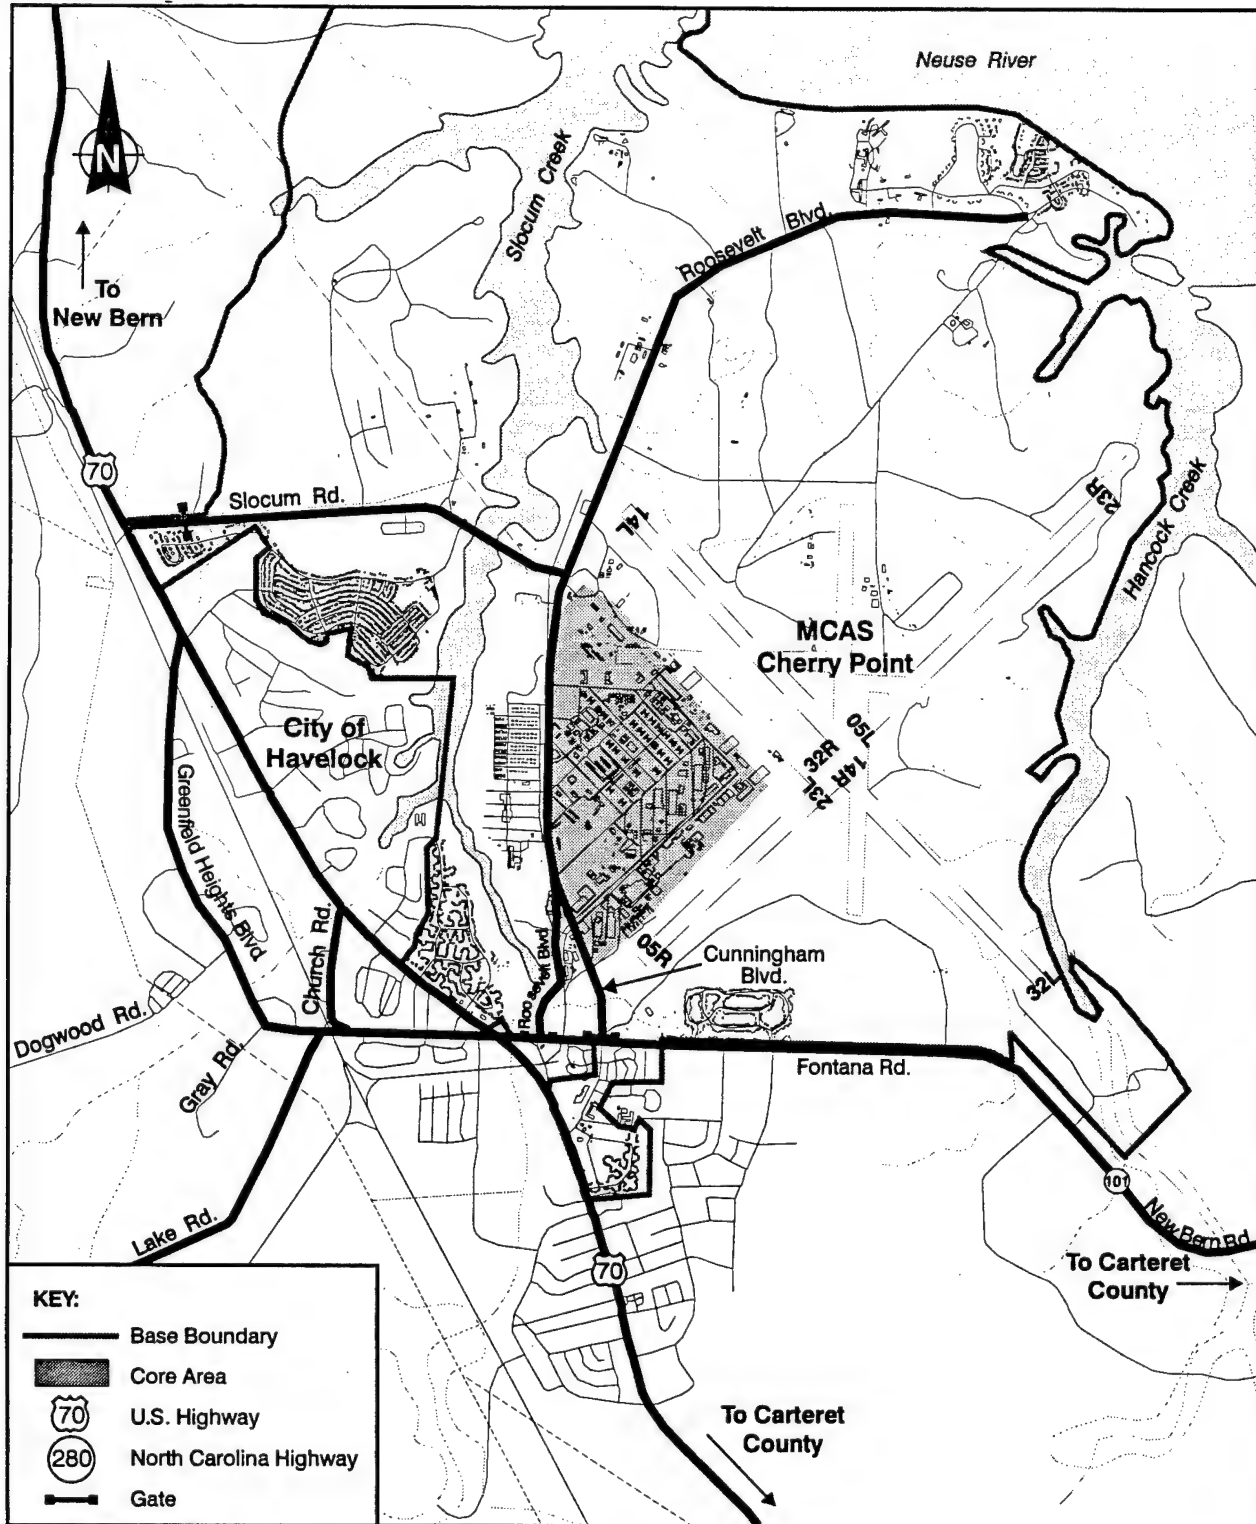 Neuse River
N
Slocum Creek
Roosevelt Blvd.
To
New Bern
70
Slocum Rd.
14L
23R
Hancock Creek
MCAS
Cherry Point
City of
Havelock
05L
32R
14R
23L
Greenfield Heights Blvd
Church Rd.
Roosevelt Blvd
05R
Cunningham
Blvd.
32L
Dogwood Rd.
Gray Rd.
Fontana Rd.
101
Lake Rd.
New Bern Rd.
To Carteret
County
70
KEY:
Base Boundary
Core Area
70
U.S. Highway
280
North Carolina Highway
Gate
To Carteret
County